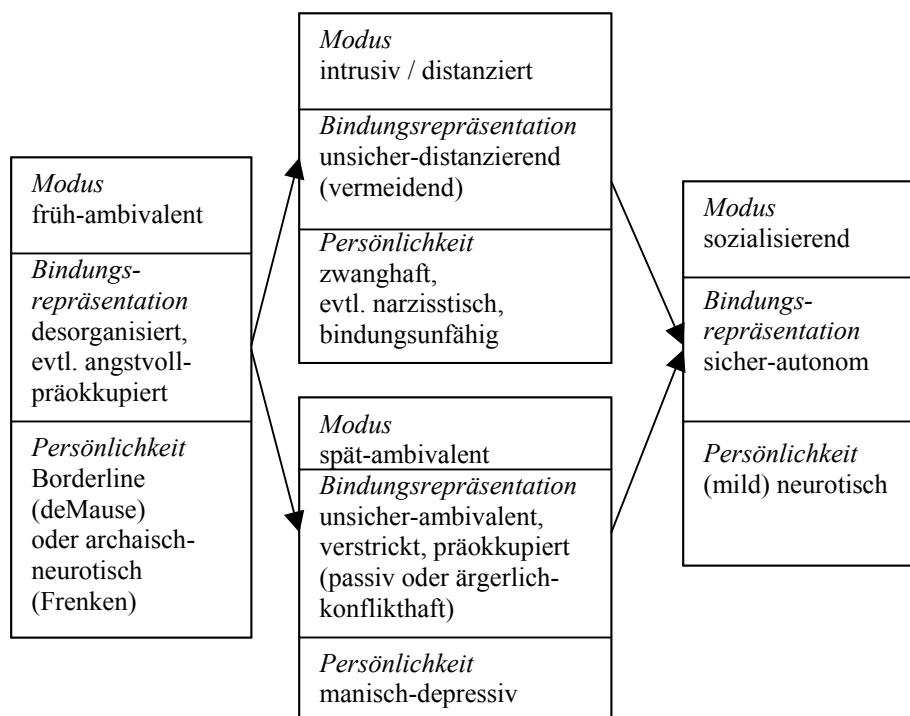 Modus
früh-ambivalent
Bindungs-
repräsentation
desorganisiert,
evtl. angstvoll-
präokkupiert
Persönlichkeit
Borderline
(deMause)
oder archaisch-
neurotisch
(Frenken)
Modus
intrusiv / distanziert
Bindungsrepräsentation
unsicher-distanzierend
(vermeidend)
Persönlichkeit
zwanghaft,
evtl. narzisstisch,
bindungsunfähig
Modus
spät-ambivalent
Bindungsrepräsentation
unsicher-ambivalent,
verstrickt, präokkupiert
(passiv oder ärgerlich-
konflikthaft)
Persönlichkeit
manisch-depressiv
Modus
sozialisierend
Bindungs-
repräsentation
sicher-autonom
Persönlichkeit
(mild) neurotisch